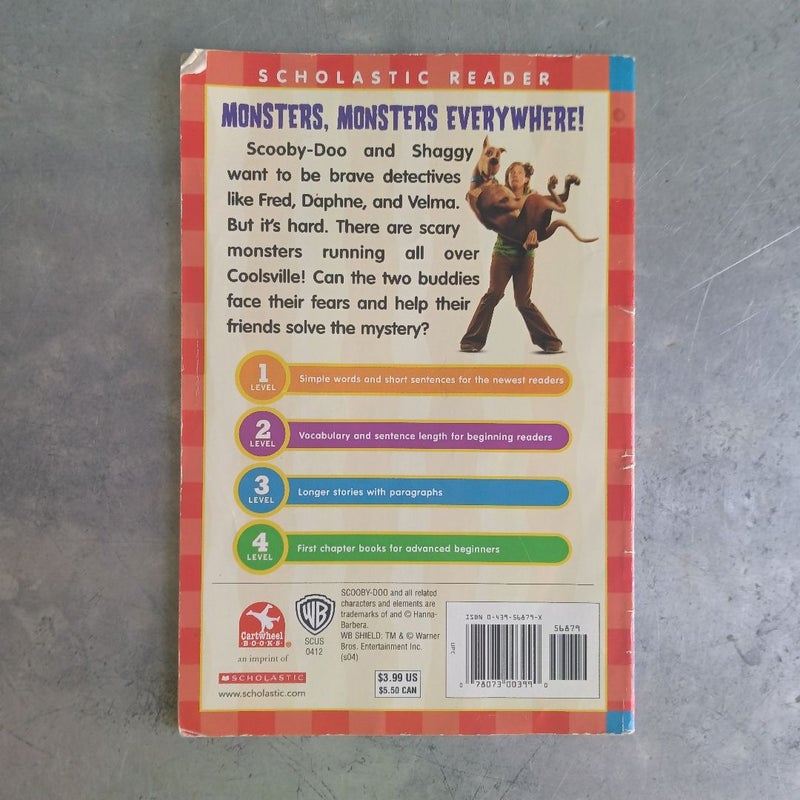 SCHOLASTIC READER
MONSTERS, MONSTERS EVERYWHERE!
Scooby-Doo and Shaggy
want to be brave detectives
like Fred, Daphne, and Velma.
But it's hard. There are scary
monsters running all over
Coolsville! Can the two buddies
face their fears and help their
friends solve the mystery?
1
LEVEL
Simple words and short sentences for the newest readers
2
LEVEL
Vocabulary and sentence length for beginning readers
3
LEVEL
Longer stories with paragraphs
4
LEVEL
First chapter books for advanced beginners
Cartwheel
BOOKS®
an imprint of
SCHOLASTIC
www.scholastic.com
WB
SCUS
0412
SCOOBY-DOO and all related
characters and elements are
trademarks of and © Hanna-
Barbera.
WB SHIELD: TM & © Warner
Bros. Entertainment Inc.
(s04)
$3.99 US
$5.50 CAN
UPC
ISBN 0-439-56879-X
56879
0 78073 00399 0